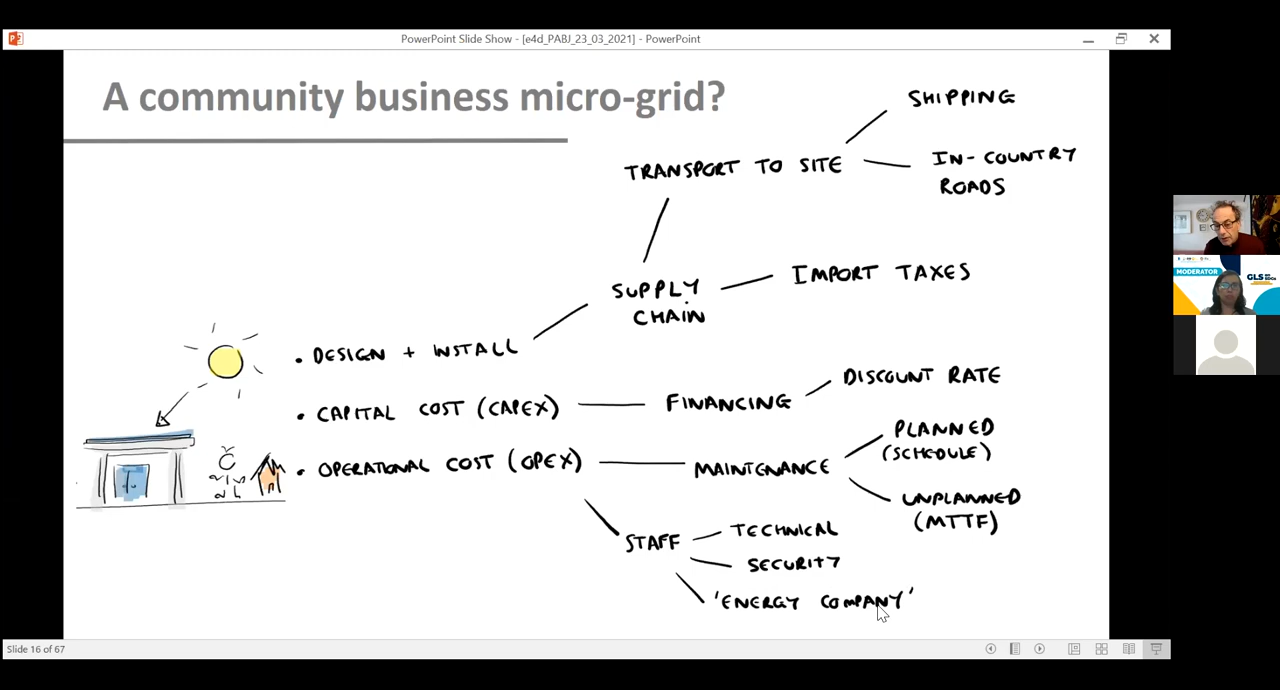 PowerPoint Slide Show - [e4d_PABJ_23_03_2021] - PowerPoint
A community business micro-grid?
SHIPPING
TRANSPORT TO SITE
IN-COUNTRY
ROADS
SUPPLY
CHAIN
IMPORT TAXES
• DESIGN + INSTALL
• CAPITAL COST (CAPEX)
FINANCING
DISCOUNT RATE
• OPERATIONAL COST (OPEX)
MAINTENANCE
PLANNED
(SCHEDULE)
UNPLANNED
(MTTF)
STAFF
TECHNICAL
SECURITY
'ENERGY COMPANY'
Slide 16 of 67
MODERATOR
GLS